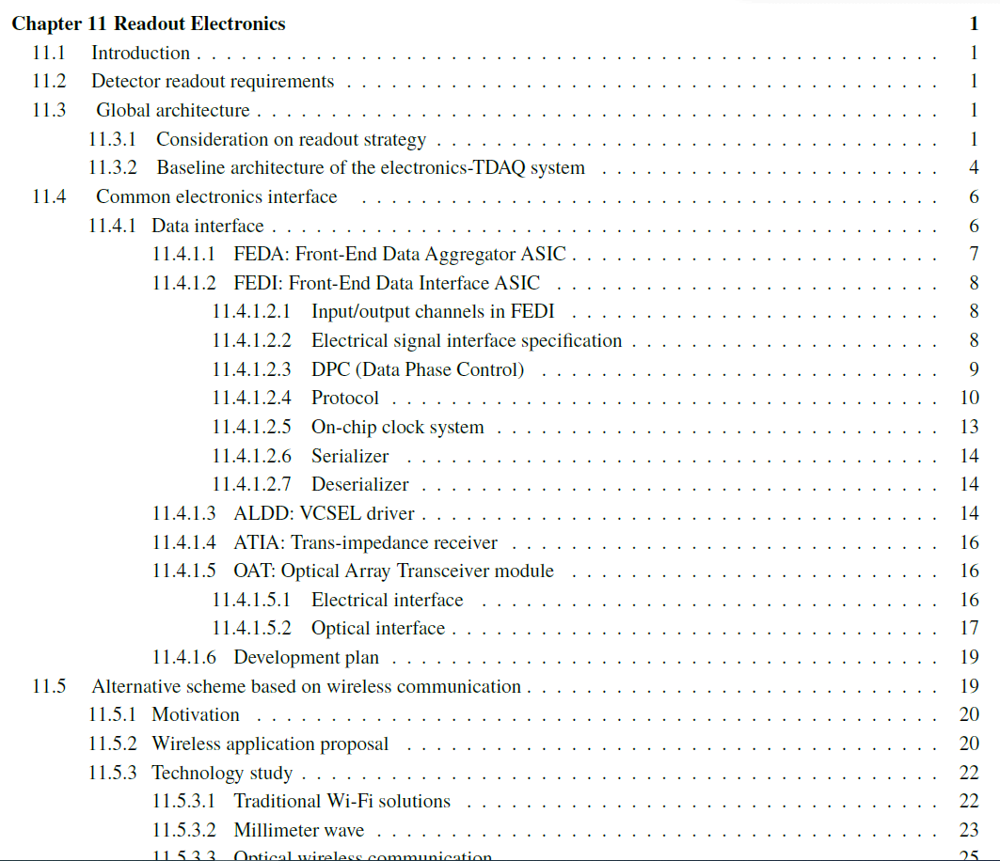 Chapter 11 Readout Electronics 1
11.1 Introduction . . . . . . . . . . . . . . . . . . . . 1
11.2 Detector readout requirements . . . . . . . . . . . . . . . . . . . . 1
11.3 Global architecture . . . . . . . . . . . . . . . . . . . . 1
11.3.1 Consideration on readout strategy . . . . . . . . . . . . . . . . . . . . 1
11.3.2 Baseline architecture of the electronics-TDAQ system . . . . . . . . . . . . . . . . . . . . 4
11.4 Common electronics interface . . . . . . . . . . . . . . . . . . . . 6
11.4.1 Data interface . . . . . . . . . . . . . . . . . . . . 6
11.4.1.1 FEDA: Front-End Data Aggregator ASIC . . . . . . . . . . . . . . . . . . . . 7
11.4.1.2 FEDI: Front-End Data Interface ASIC . . . . . . . . . . . . . . . . . . . . 8
11.4.1.2.1 Input/output channels in FEDI . . . . . . . . . . . . . . . . . . . . 8
11.4.1.2.2 Electrical signal interface specification . . . . . . . . . . . . . . . . . . . . 8
11.4.1.2.3 DPC (Data Phase Control) . . . . . . . . . . . . . . . . . . . . 9
11.4.1.2.4 Protocol . . . . . . . . . . . . . . . . . . . . 10
11.4.1.2.5 On-chip clock system . . . . . . . . . . . . . . . . . . . . 13
11.4.1.2.6 Serializer . . . . . . . . . . . . . . . . . . . . 14
11.4.1.2.7 Deserializer . . . . . . . . . . . . . . . . . . . . 14
11.4.1.3 ALDD: VCSEL driver . . . . . . . . . . . . . . . . . . . . 14
11.4.1.4 ATIA: Trans-impedance receiver . . . . . . . . . . . . . . . . . . . . 16
11.4.1.5 OAT: Optical Array Transceiver module . . . . . . . . . . . . . . . . . . . . 16
11.4.1.5.1 Electrical interface . . . . . . . . . . . . . . . . . . . . 16
11.4.1.5.2 Optical interface . . . . . . . . . . . . . . . . . . . . 17
11.4.1.6 Development plan . . . . . . . . . . . . . . . . . . . . 19
11.5 Alternative scheme based on wireless communication . . . . . . . . . . . . . . . . . . . . 19
11.5.1 Motivation . . . . . . . . . . . . . . . . . . . . 20
11.5.2 Wireless application proposal . . . . . . . . . . . . . . . . . . . . 20
11.5.3 Technology study . . . . . . . . . . . . . . . . . . . . 22
11.5.3.1 Traditional Wi-Fi solutions . . . . . . . . . . . . . . . . . . . . 22
11.5.3.2 Millimeter wave . . . . . . . . . . . . . . . . . . . . 23
11.5.3.3 Optical wireless communication . . . . . . . . . . . . . . . . . . . . 25